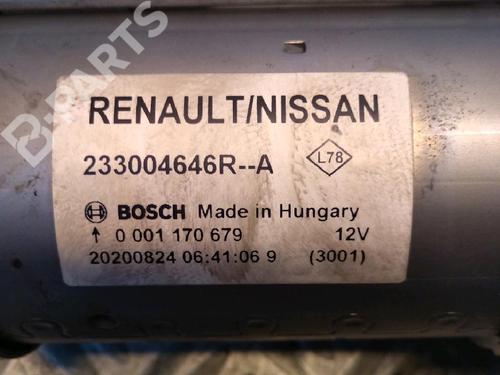 B-PARTS
RENAULT/NISSAN
233004646R--A
L78
BOSCH Made in Hungary
↑ 0 001 170 679 12V
20200824 06:41:06 9 (3001)
B-PARTS